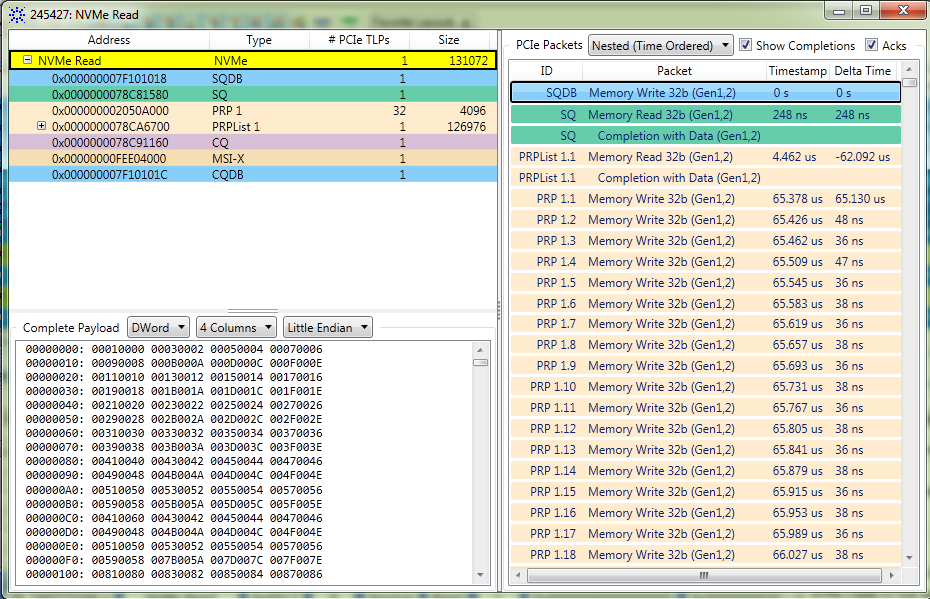 245427: NVMe Read
Address Type # PCIe TLPs Size
NVMe Read NVMe 1 131072
0x000000007F101018 SQDB 1
0x0000000078C81580 SQ 1
0x000000002050A000 PRP 1 32 4096
0x0000000078CA6700 PRPList 1 1 126976
0x0000000078C91160 CQ 1
0x00000000FEE04000 MSI-X 1
0x000000007F10101C CQDB 1
Complete Payload DWord 4 Columns Little Endian
00000000: 00010000 00030002 00050004 00070006
00000010: 00090008 000B000A 000D000C 000F000E
00000020: 00110010 00130012 00150014 00170016
00000030: 00190018 001B001A 001D001C 001F001E
00000040: 00210020 00230022 00250024 00270026
00000050: 00290028 002B002A 002D002C 002F002E
00000060: 00310030 00330032 00350034 00370036
00000070: 00390038 003B003A 003D003C 003F003E
00000080: 00410040 00430042 00450044 00470046
00000090: 00490048 004B004A 004D004C 004F004E
000000A0: 00510050 00530052 00550054 00570056
000000B0: 00590058 005B005A 005D005C 005F005E
000000C0: 00410060 00430042 00450044 00470046
000000D0: 00490048 004B004A 004D004C 004F004E
000000E0: 00510050 00530052 00550054 00570056
000000F0: 00590058 007B005A 007D007C 007F007E
00000100: 00810080 00830082 00850084 00870086
PCIe Packets Nested (Time Ordered) Show Completions Acks
ID Packet Timestamp Delta Time
SQDB Memory Write 32b (Gen1,2) 0 s 0 s
SQ Memory Read 32b (Gen1,2) 248 ns 248 ns
SQ Completion with Data (Gen1,2)
PRPList 1.1 Memory Read 32b (Gen1,2) 4.462 us -62.092 us
PRPList 1.1 Completion with Data (Gen1,2)
PRP 1.1 Memory Write 32b (Gen1,2) 65.378 us 65.130 us
PRP 1.2 Memory Write 32b (Gen1,2) 65.426 us 48 ns
PRP 1.3 Memory Write 32b (Gen1,2) 65.462 us 36 ns
PRP 1.4 Memory Write 32b (Gen1,2) 65.509 us 47 ns
PRP 1.5 Memory Write 32b (Gen1,2) 65.545 us 36 ns
PRP 1.6 Memory Write 32b (Gen1,2) 65.583 us 38 ns
PRP 1.7 Memory Write 32b (Gen1,2) 65.619 us 36 ns
PRP 1.8 Memory Write 32b (Gen1,2) 65.657 us 38 ns
PRP 1.9 Memory Write 32b (Gen1,2) 65.693 us 36 ns
PRP 1.10 Memory Write 32b (Gen1,2) 65.731 us 38 ns
PRP 1.11 Memory Write 32b (Gen1,2) 65.767 us 36 ns
PRP 1.12 Memory Write 32b (Gen1,2) 65.805 us 38 ns
PRP 1.13 Memory Write 32b (Gen1,2) 65.841 us 36 ns
PRP 1.14 Memory Write 32b (Gen1,2) 65.879 us 38 ns
PRP 1.15 Memory Write 32b (Gen1,2) 65.915 us 36 ns
PRP 1.16 Memory Write 32b (Gen1,2) 65.953 us 38 ns
PRP 1.17 Memory Write 32b (Gen1,2) 65.989 us 36 ns
PRP 1.18 Memory Write 32b (Gen1,2) 66.027 us 38 ns